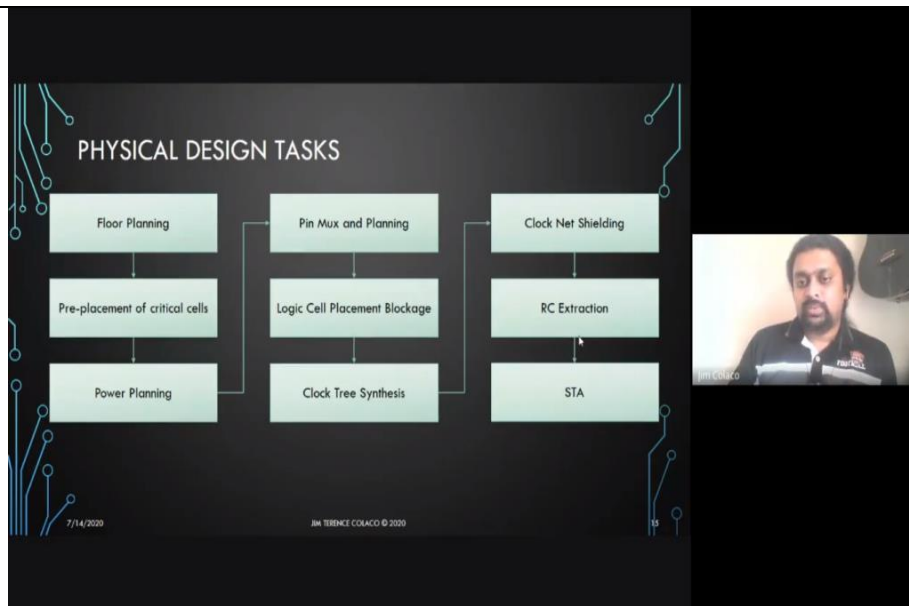 PHYSICAL DESIGN TASKS
Floor Planning
Pre-placement of critical cells
Power Planning
Pin Mux and Planning
Logic Cell Placement Blockage
Clock Tree Synthesis
Clock Net Shielding
RC Extraction
STA
Jim Colaco
7/14/2020
JIM TERENCE COLACO © 2020
15